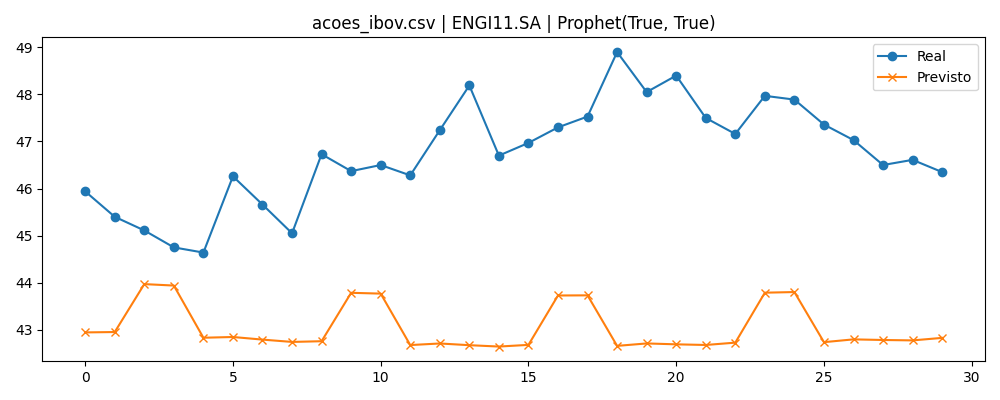 acoes_ibov.csv | ENGI11.SA | Prophet(True, True)
Real
Previsto
49
48
47
46
45
44
43
0 5 10 15 20 25 30